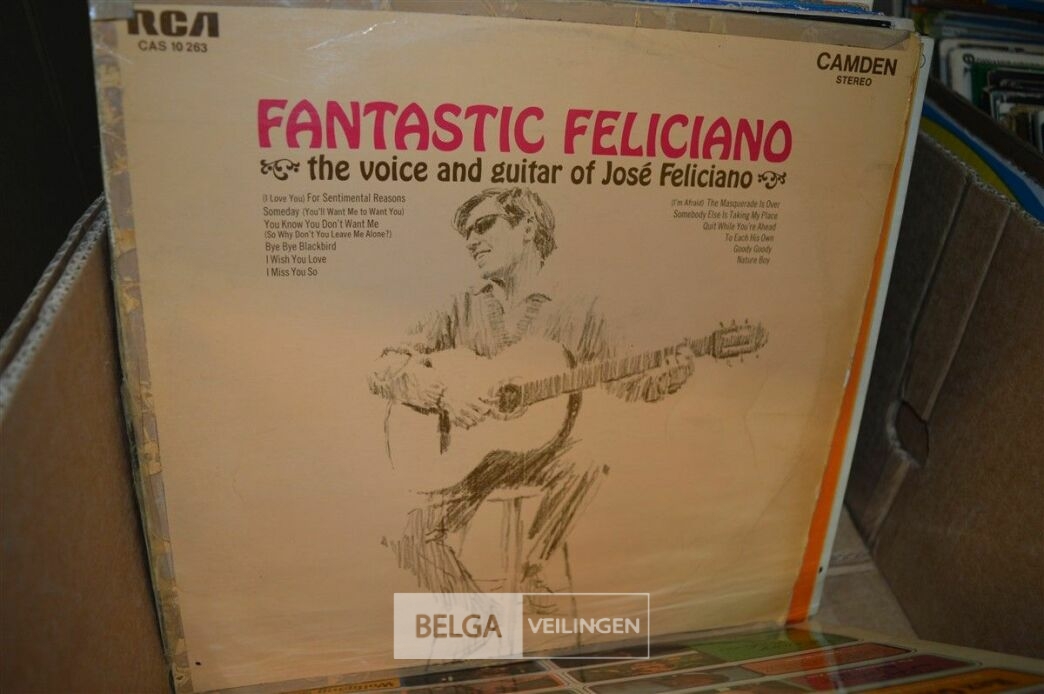 RCA
CAS 10 263
CAMDEN
STEREO
FANTASTIC FELICIANO
the voice and guitar of José Feliciano
(I Love You) For Sentimental Reasons
Someday (You'll Want Me to Want You)
You Know You Don't Want Me
(So Why Don't You Leave Me Alone?)
Bye Bye Blackbird
I Wish You Love
I Miss You So
(I'm Afraid) The Masquerade Is Over
Somebody Else Is Taking My Place
Quit While You're Ahead
To Each His Own
Goody Goody
Nature Boy
BELGA VEILINGEN